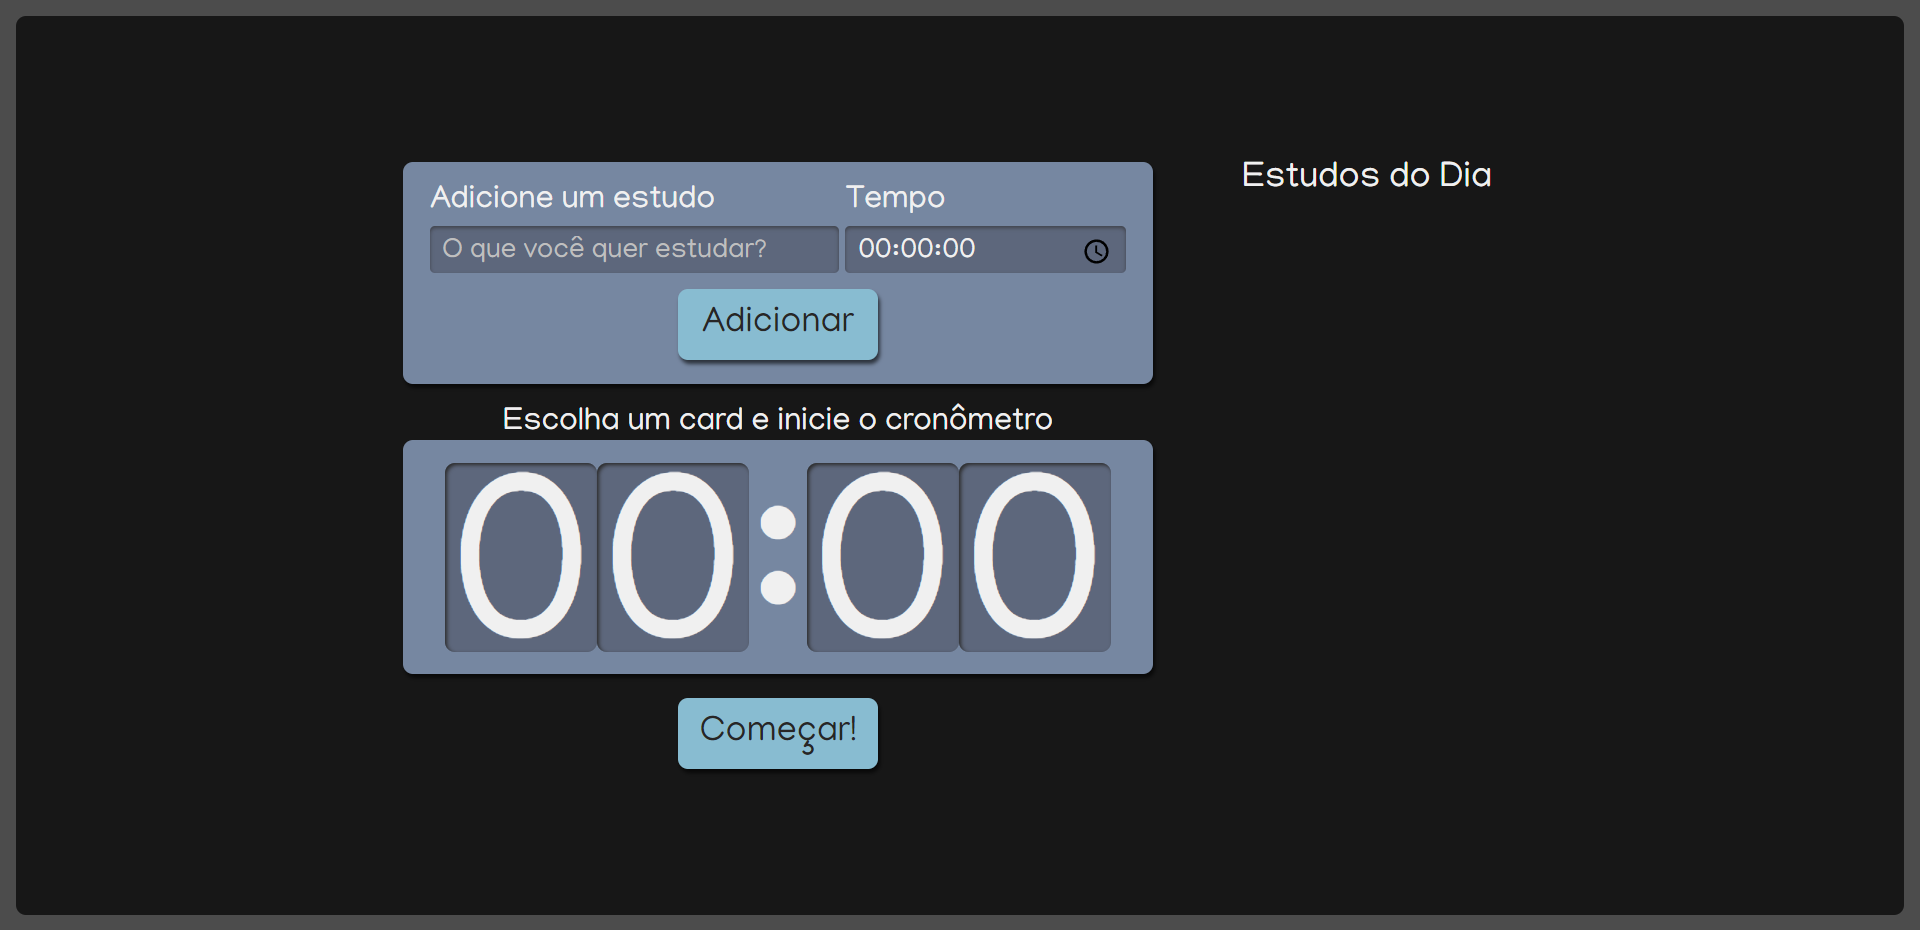 Adicione um estudo
Tempo
O que você quer estudar?
00:00:00
Adicionar
Escolha um card e inicie o cronômetro
00:00
Começar!
Estudos do Dia